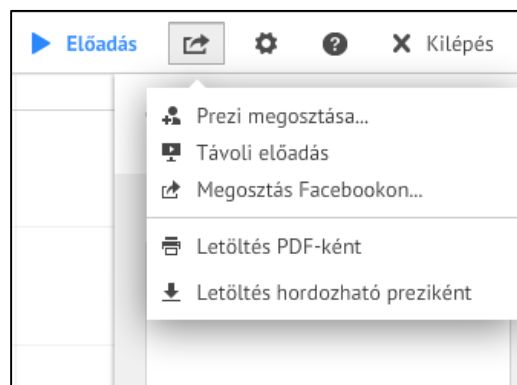 Előadás
Kilépés
Prezi megosztása...
Távoli előadás
Megosztás Facebookon...
Letöltés PDF-ként
Letöltés hordozható preziként